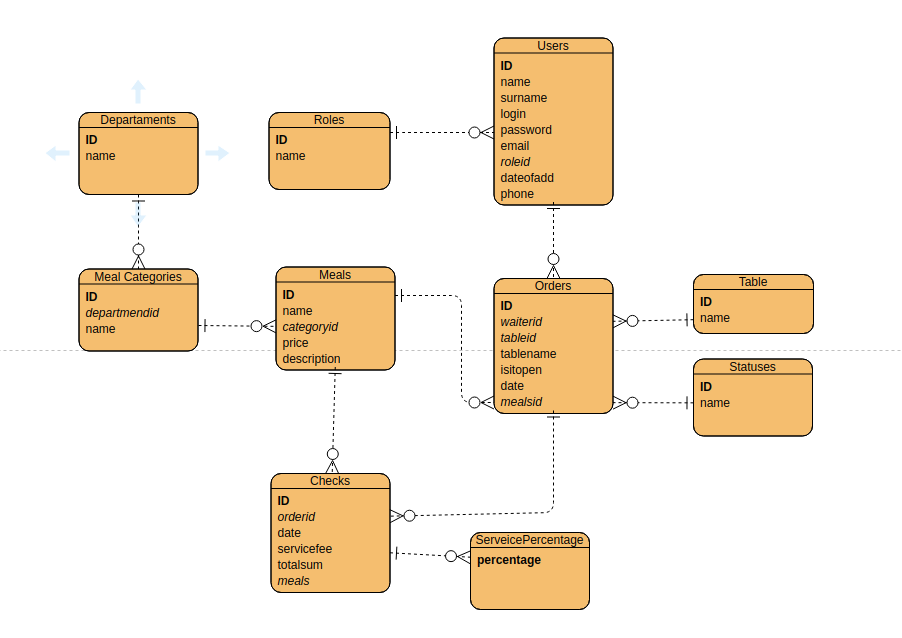 Users
ID
name
surname
login
password
email
roleid
dateofadd
phone
Departaments
ID
name
Roles
ID
name
Meal Categories
ID
departmendid
name
Meals
ID
name
categoryid
price
description
Orders
ID
waiterid
tableid
tablename
isitopen
date
mealsid
Table
ID
name
Statuses
ID
name
Checks
ID
orderid
date
servicefee
totalsum
meals
ServeicePercentage
percentage